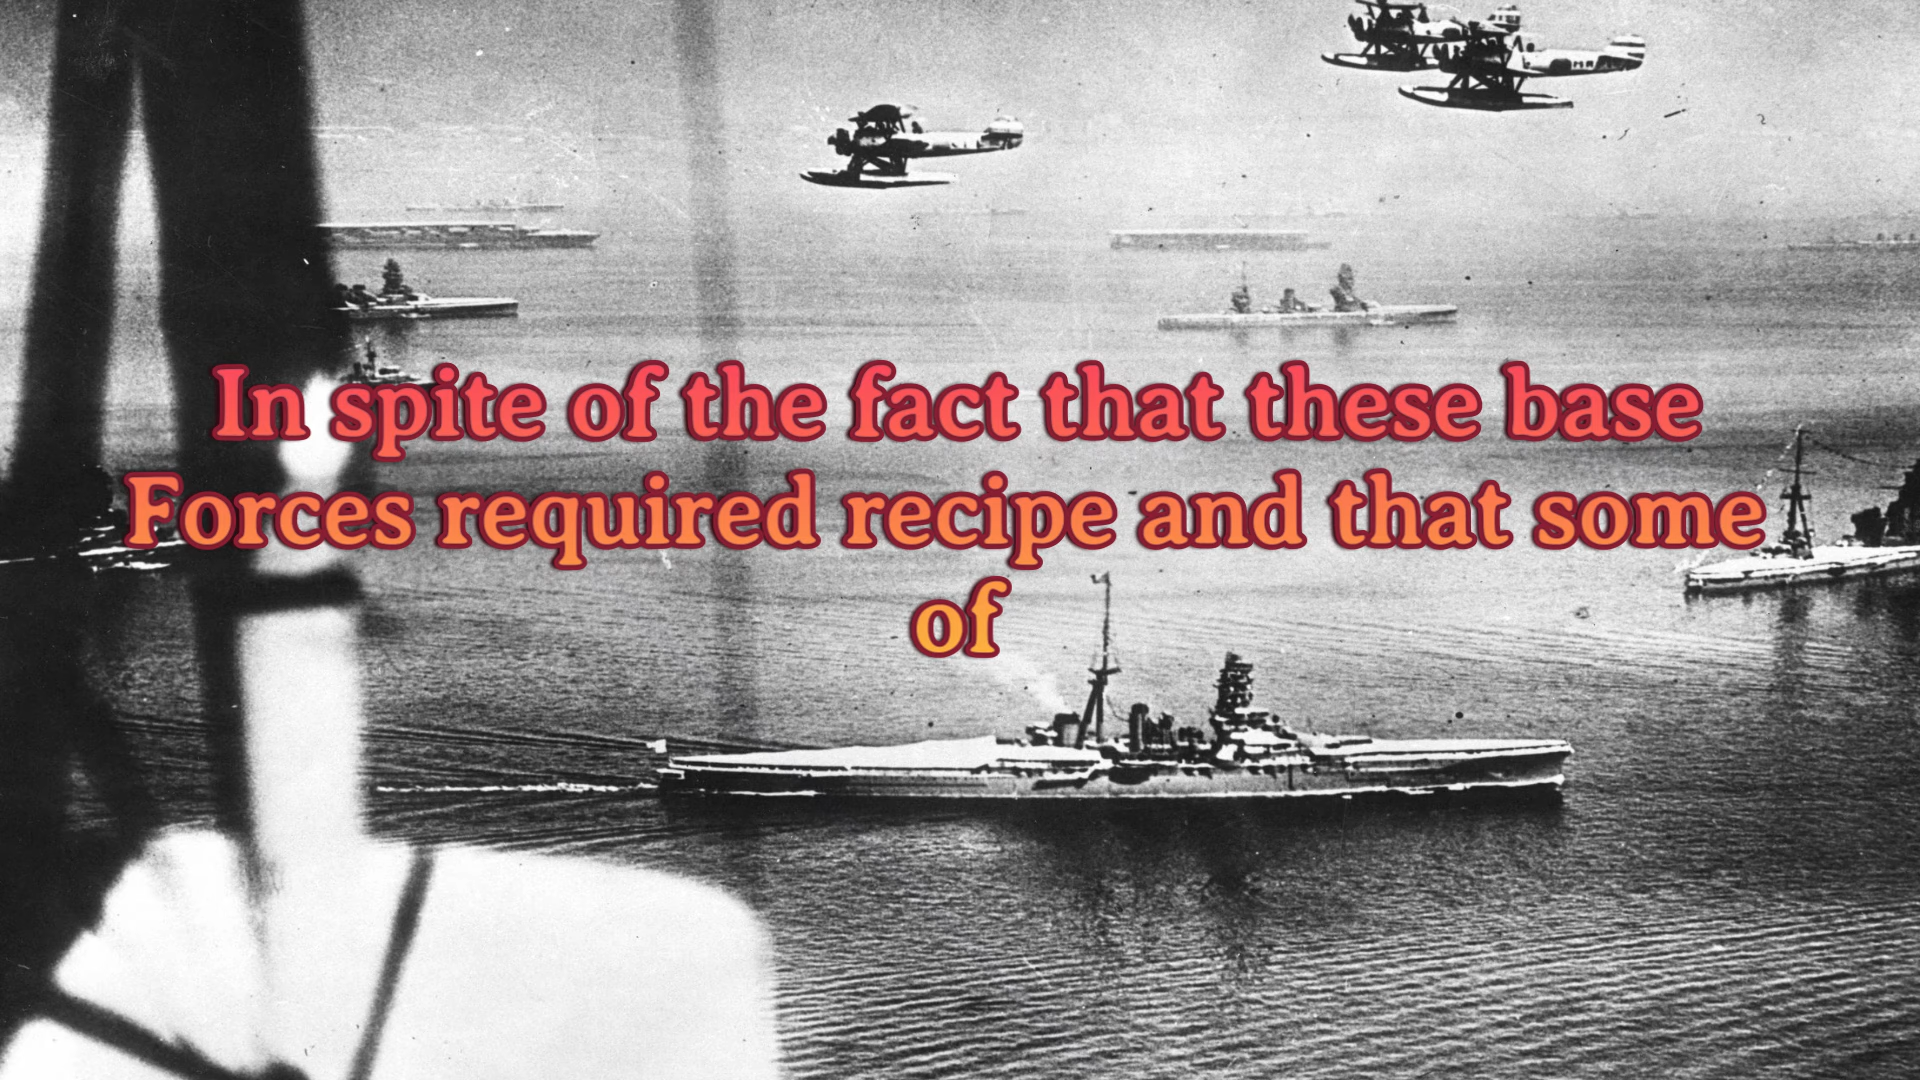 In spite of the fact that these base
Forces required recipe and that some
of